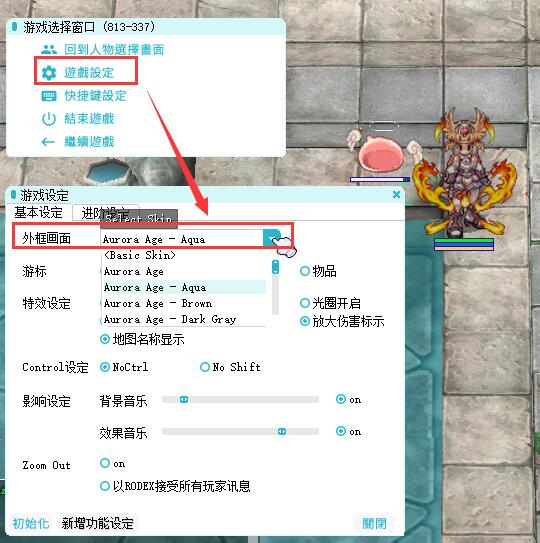 游戏选择窗口 (813-337)
回到人物選擇畫面
遊戲設定
快捷鍵設定
結束遊戲
繼續遊戲
游戏设定
基本设定 进阶设定
Select Skin
外框画面 Aurora Age - Aqua
<Basic Skin>
游标 Aurora Age 物品
Aurora Age - Aqua
特效设定 Aurora Age - Brown 光圈开启
Aurora Age - Dark Gray 放大伤害标示
地图名称显示
Control设定 NoCtrl No Shift
影响设定 背景音乐 on
效果音乐 on
Zoom Out on
以RODEX接受所有玩家讯息
初始化 新增功能设定 關閉